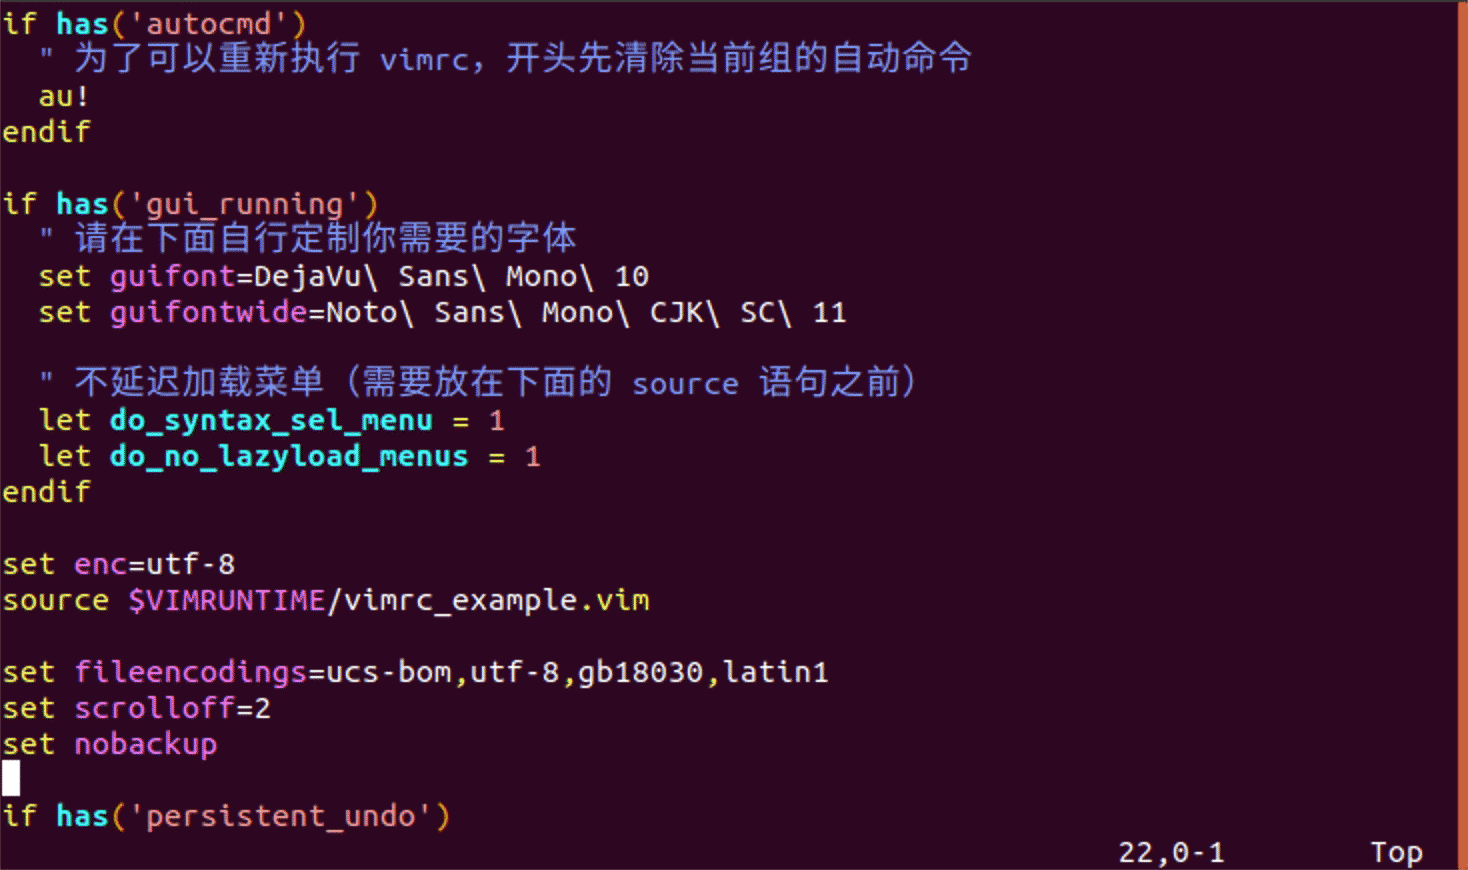 if has('autocmd')
  " 为了可以重新执行 vimrc，开头先清除当前组的自动命令
  au!
endif
if has('gui_running')
  " 请在下面自行定制你需要的字体
  set guifont=DejaVu\ Sans\ Mono\ 10
  set guifontwide=Noto\ Sans\ Mono\ CJK\ SC\ 11
  " 不延迟加载菜单（需要放在下面的 source 语句之前）
  let do_syntax_sel_menu = 1
  let do_no_lazyload_menus = 1
endif
set enc=utf-8
source $VIMRUNTIME/vimrc_example.vim
set fileencodings=ucs-bom,utf-8,gb18030,latin1
set scrolloff=2
set nobackup
if has('persistent_undo')
22,0-1 Top